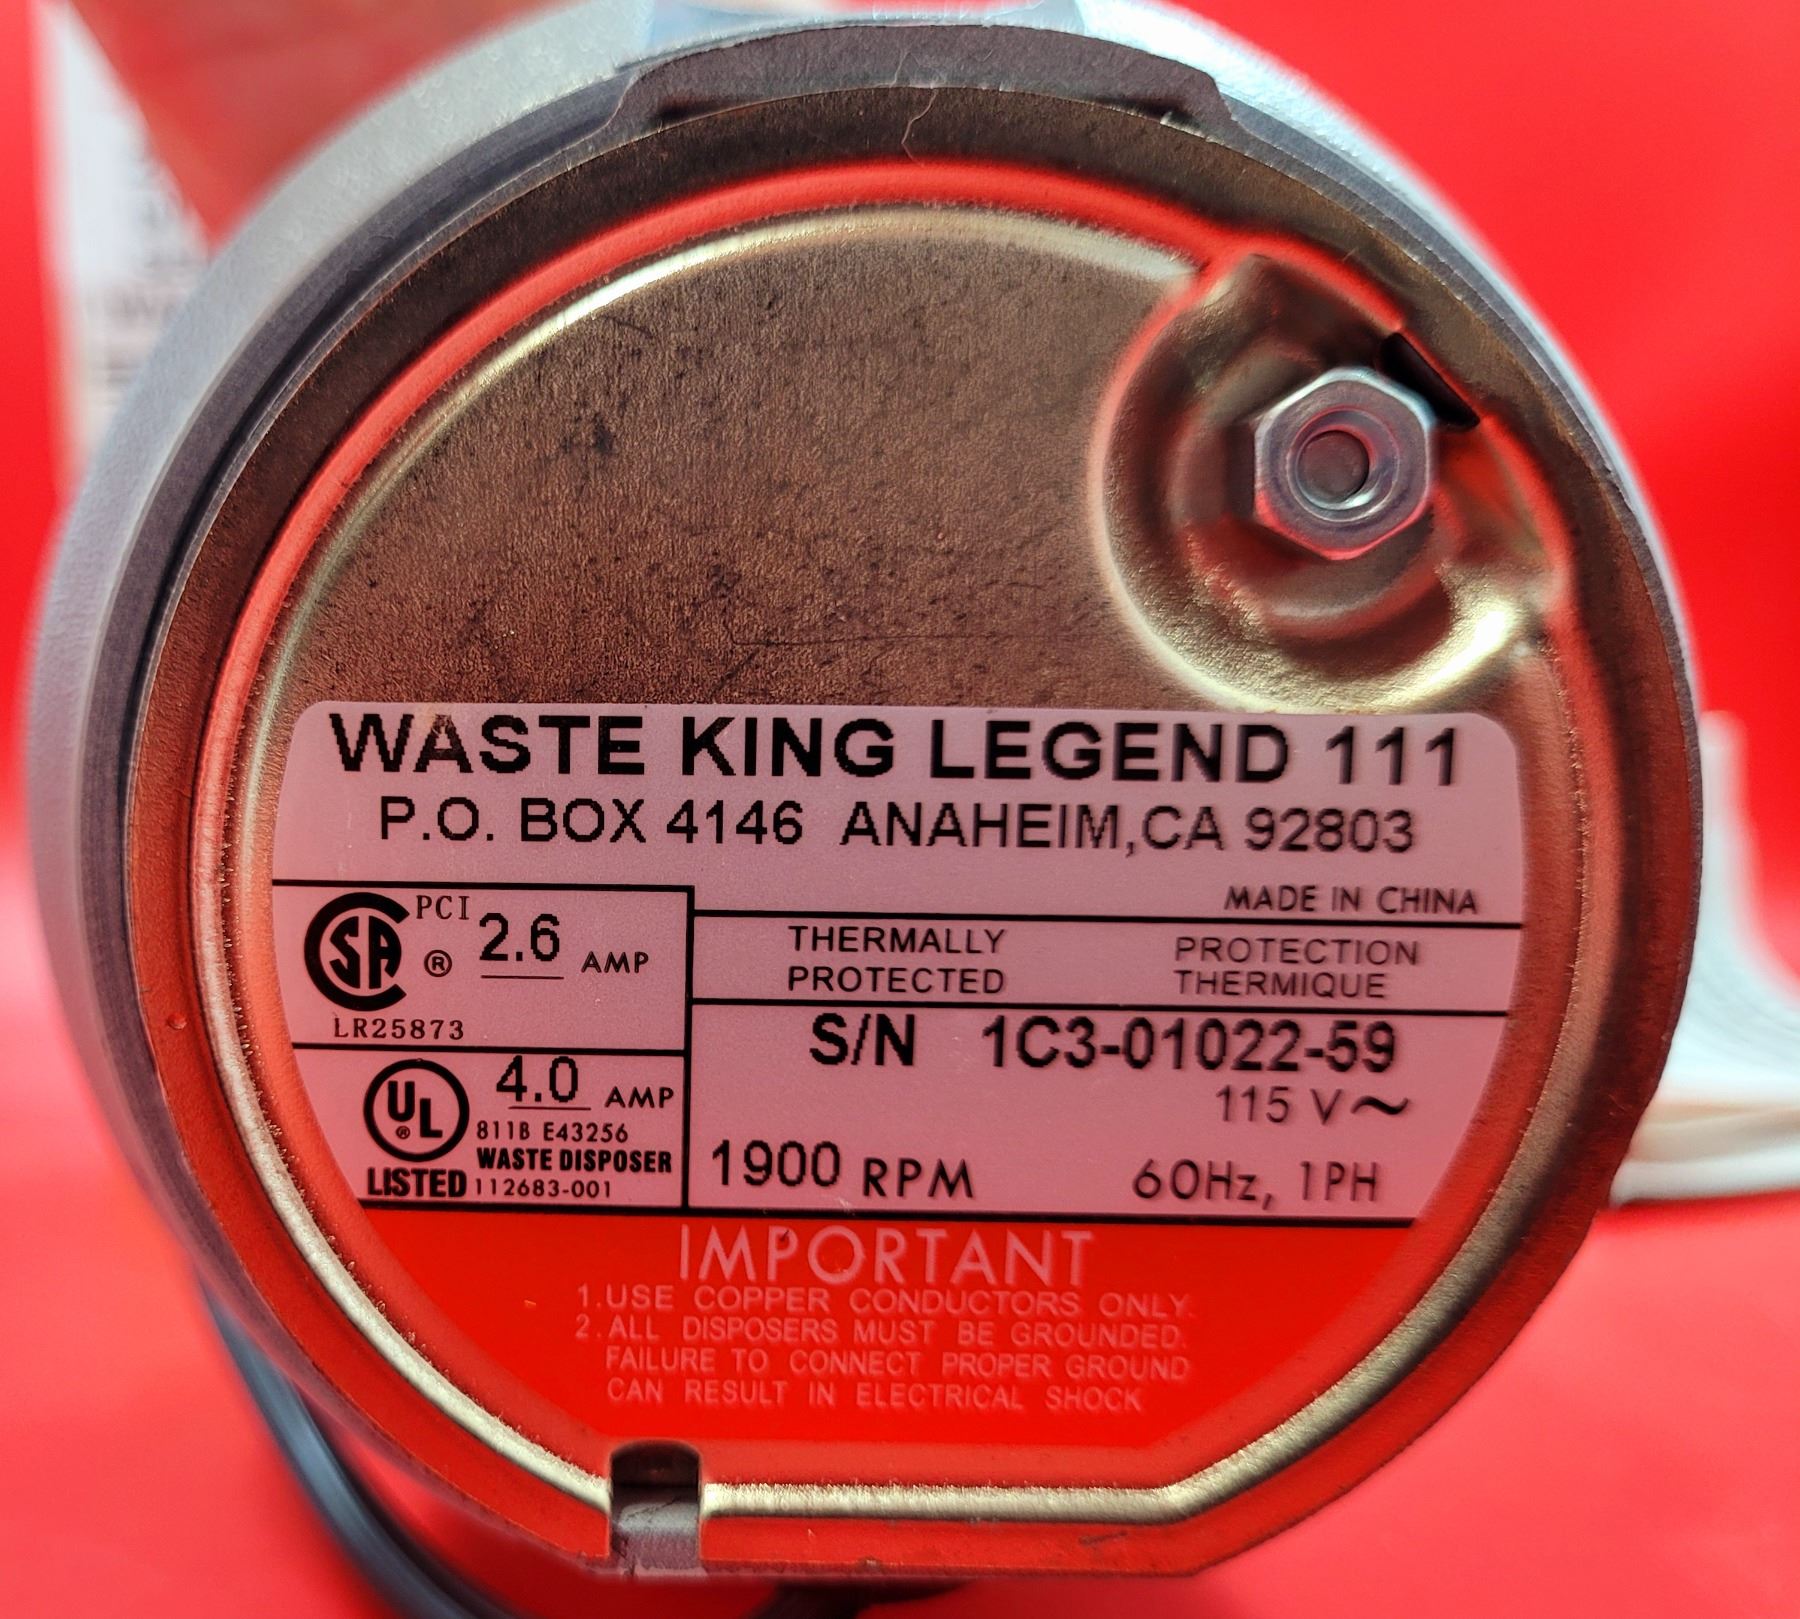 WASTE KING LEGEND 111
P.O. BOX 4146 ANAHEIM,CA 92803
MADE IN CHINA
SA PCI
® 2.6 AMP
LR25873
THERMALLY PROTECTED
PROTECTION THERMIQUE
S/N 1C3-01022-59
115 V~
1900 RPM 60Hz, 1PH
UL ® 4.0 AMP
811B E43256
WASTE DISPOSER
LISTED 112683-001
IMPORTANT
1.USE COPPER CONDUCTORS ONLY.
2.ALL DISPOSERS MUST BE GROUNDED.
FAILURE TO CONNECT PROPER GROUND
CAN RESULT IN ELECTRICAL SHOCK